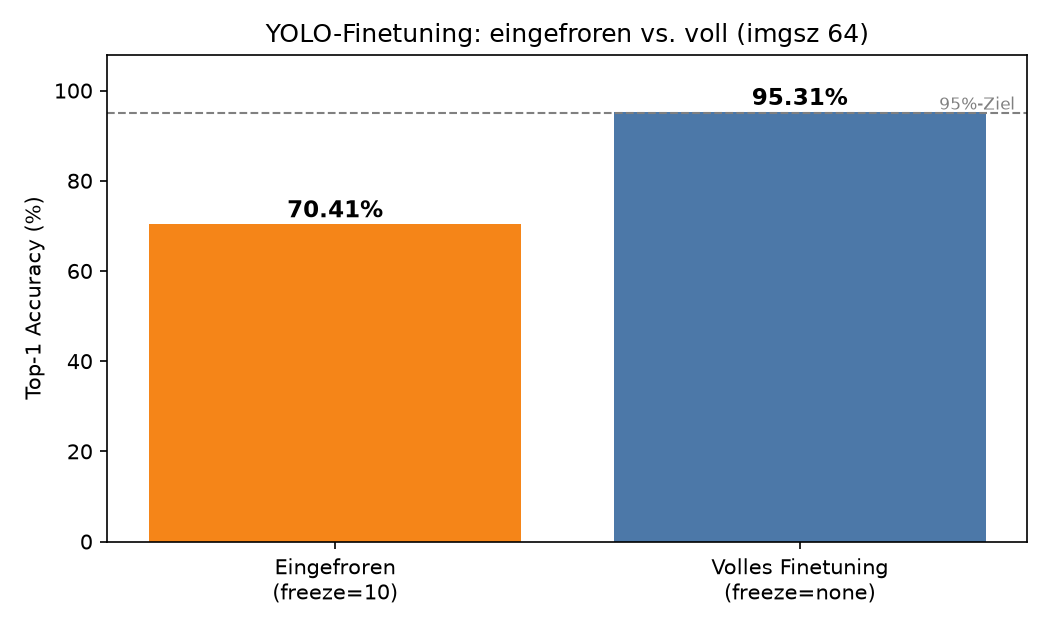 YOLO-Finetuning: eingefroren vs. voll (imgsz 64)
Top-1 Accuracy (%)
100
80
60
40
20
0
70.41%
95.31%
95%-Ziel
Eingefroren
(freeze=10)
Volles Finetuning
(freeze=none)